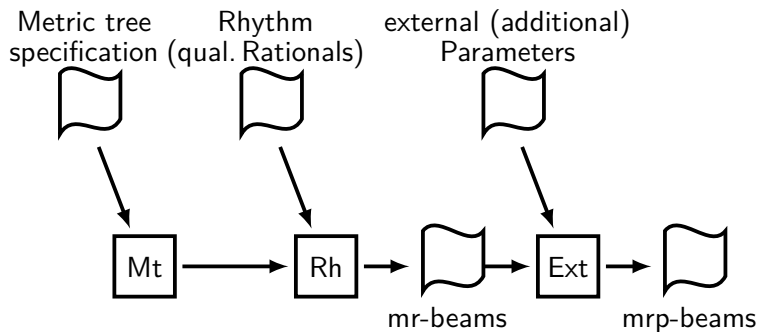 Metric tree
specification
Rhythm
(qual. Rationals)
external (additional)
Parameters
Mt
Rh
Ext
mr-beams
mrp-beams